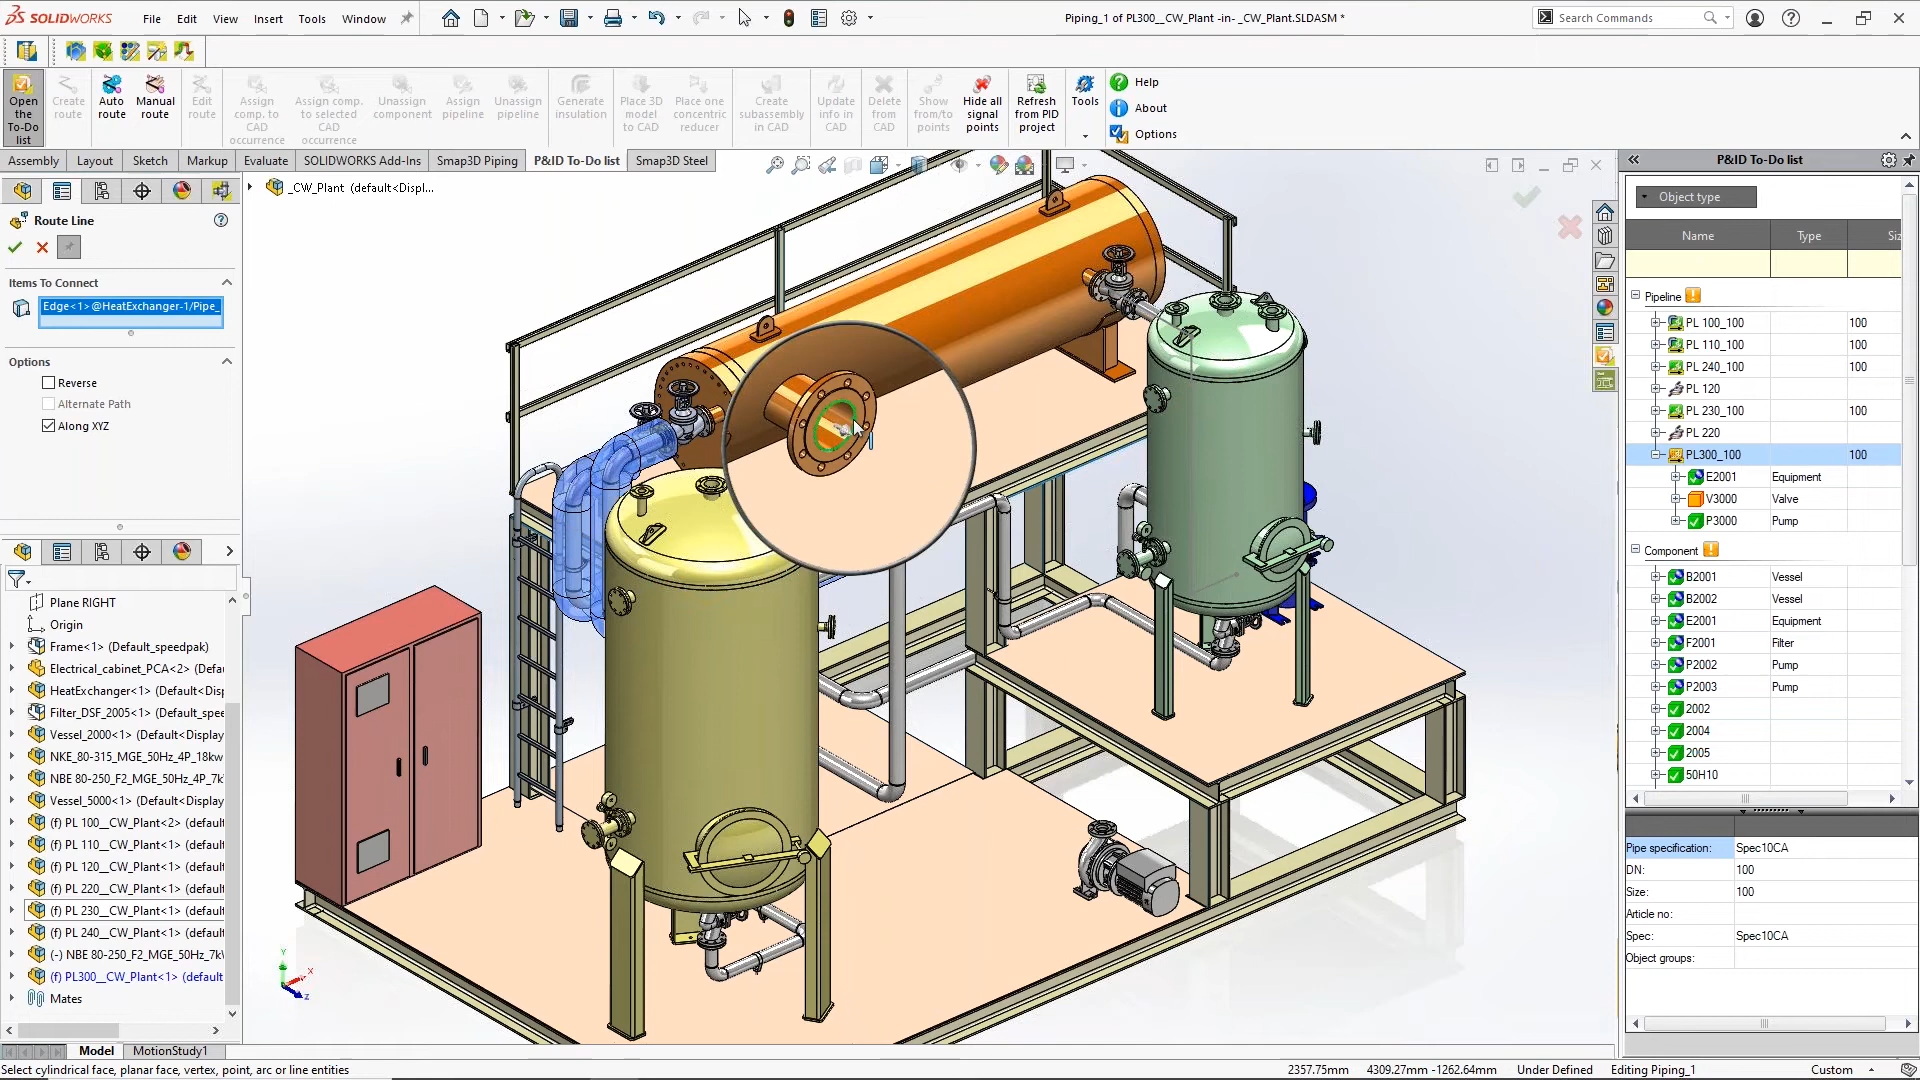 SOLIDWORKS File Edit View Insert Tools Window
Piping_1 of PL300__CW_Plant -in- _CW_Plant.SLDASM *
Search Commands
Open the To-Do list
Create route
Auto route
Manual route
Edit route
Assign comp. to CAD occurrence
Assign comp. to selected CAD occurrence
Unassign component
Assign pipeline
Unassign pipeline
Generate insulation
Place 3D model to CAD
Place one concentric reducer
Create subassembly in CAD
Update info in CAD
Delete from CAD
Show from/to points
Hide all signal points
Refresh from PID project
Tools
Help
About
Options
Assembly Layout Sketch Markup Evaluate SOLIDWORKS Add-Ins Smap3D Piping P&ID To-Do list Smap3D Steel
_CW_Plant (default<Displ...
Route Line
Items To Connect
Edge<1>@HeatExchanger-1/Pipe_
Options
Reverse
Alternate Path
Along XYZ
Plane RIGHT
Origin
Frame<1> (Default_speedpak)
Electrical_cabinet_PCA<2> (Defau
HeatExchanger<1> (Default<Disp
Filter_DSF_2005<1> (Default_spee
Vessel_2000<1> (Default<Display
NKE_80-315_MGE_50Hz_4P_18kw
NBE 80-250_F2_MGE_50Hz_4P_7k
Vessel_5000<1> (Default<Display
(f) PL 100__CW_Plant<2> (default
(f) PL 110__CW_Plant<1> (default
(f) PL 120__CW_Plant<1> (default
(f) PL 220__CW_Plant<1> (default
(f) PL 230__CW_Plant<1> (default
(f) PL 240__CW_Plant<1> (default
(-) NBE 80-250_F2_MGE_50Hz_7k
(f) PL300__CW_Plant<1> (default
Mates
Model MotionStudy1
Select cylindrical face, planar face, vertex, point, arc or line entities
2357.75mm 4309.27mm -1262.64mm Under Defined Editing Piping_1 Custom
P&ID To-Do list
Object type
Name Type Siz
Pipeline
PL 100_100 100
PL 110_100 100
PL 240_100 100
PL 120
PL 230_100 100
PL 220
PL300_100 100
E2001 Equipment
V3000 Valve
P3000 Pump
Component
B2001 Vessel
B2002 Vessel
E2001 Equipment
F2001 Filter
P2002 Pump
P2003 Pump
2002
2004
2005
50H10
Pipe specification: Spec10CA
DN: 100
Size: 100
Article no:
Spec: Spec10CA
Object groups:
X
Y
Z